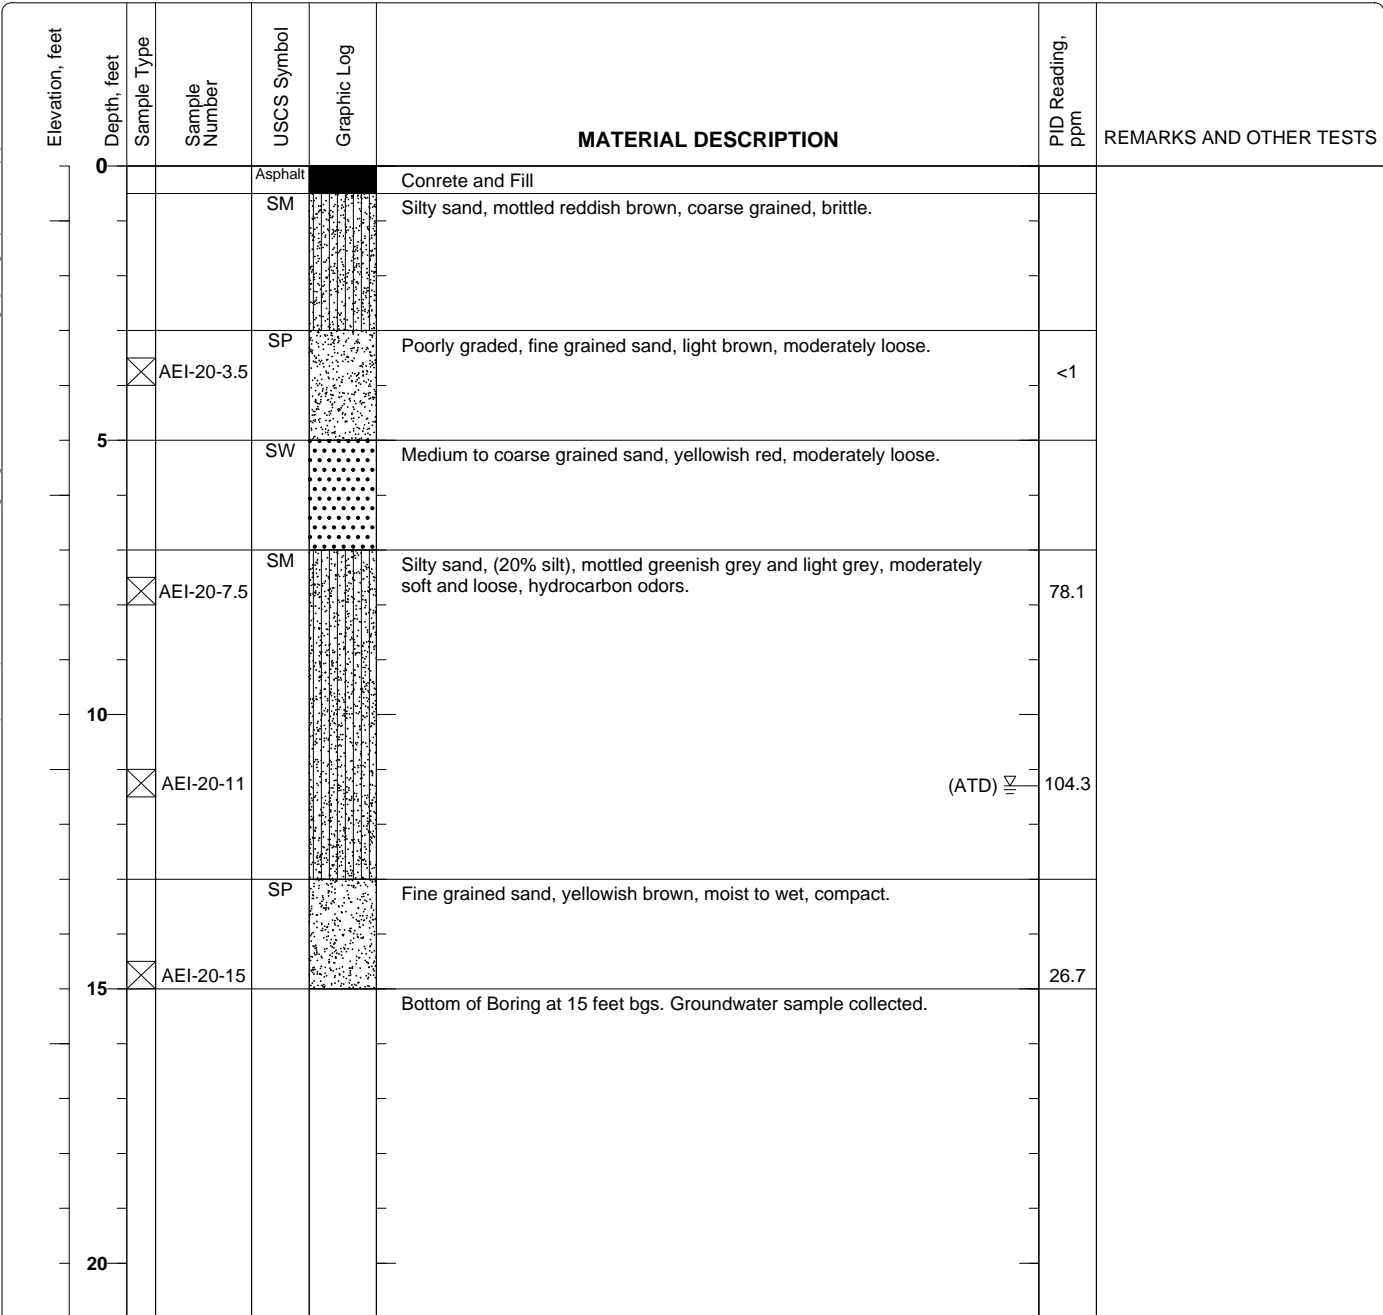 Elevation, feet
Depth, feet
Sample Type
Sample
Number
USCS Symbol
Graphic Log
MATERIAL DESCRIPTION
PID Reading,
ppm
REMARKS AND OTHER TESTS
0
Asphalt
Conrete and Fill
SM
Silty sand, mottled reddish brown, coarse grained, brittle.
SP
Poorly graded, fine grained sand, light brown, moderately loose.
AEI-20-3.5
<1
5
SW
Medium to coarse grained sand, yellowish red, moderately loose.
SM
Silty sand, (20% silt), mottled greenish grey and light grey, moderately
soft and loose, hydrocarbon odors.
AEI-20-7.5
78.1
10
AEI-20-11
(ATD)
104.3
SP
Fine grained sand, yellowish brown, moist to wet, compact.
AEI-20-15
26.7
15
Bottom of Boring at 15 feet bgs. Groundwater sample collected.
20